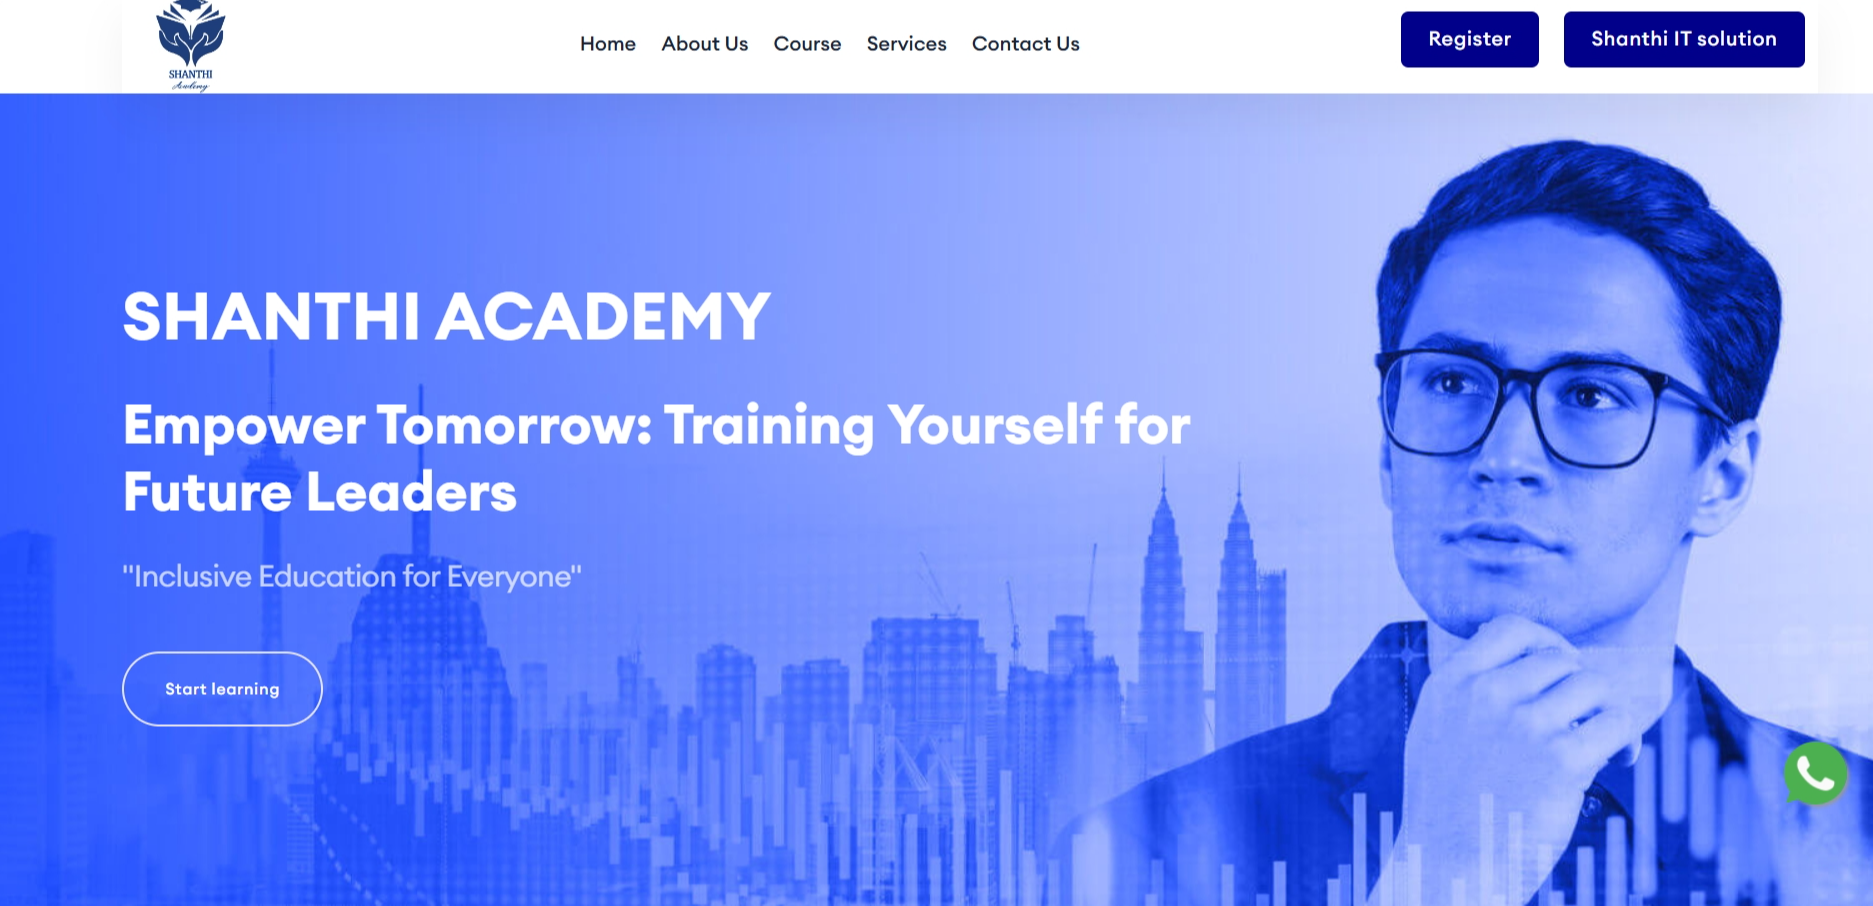 SHANTHI
Academy
Home About Us Course Services Contact Us
Register
Shanthi IT solution
SHANTHI ACADEMY
Empower Tomorrow: Training Yourself for
Future Leaders
"Inclusive Education for Everyone"
Start learning